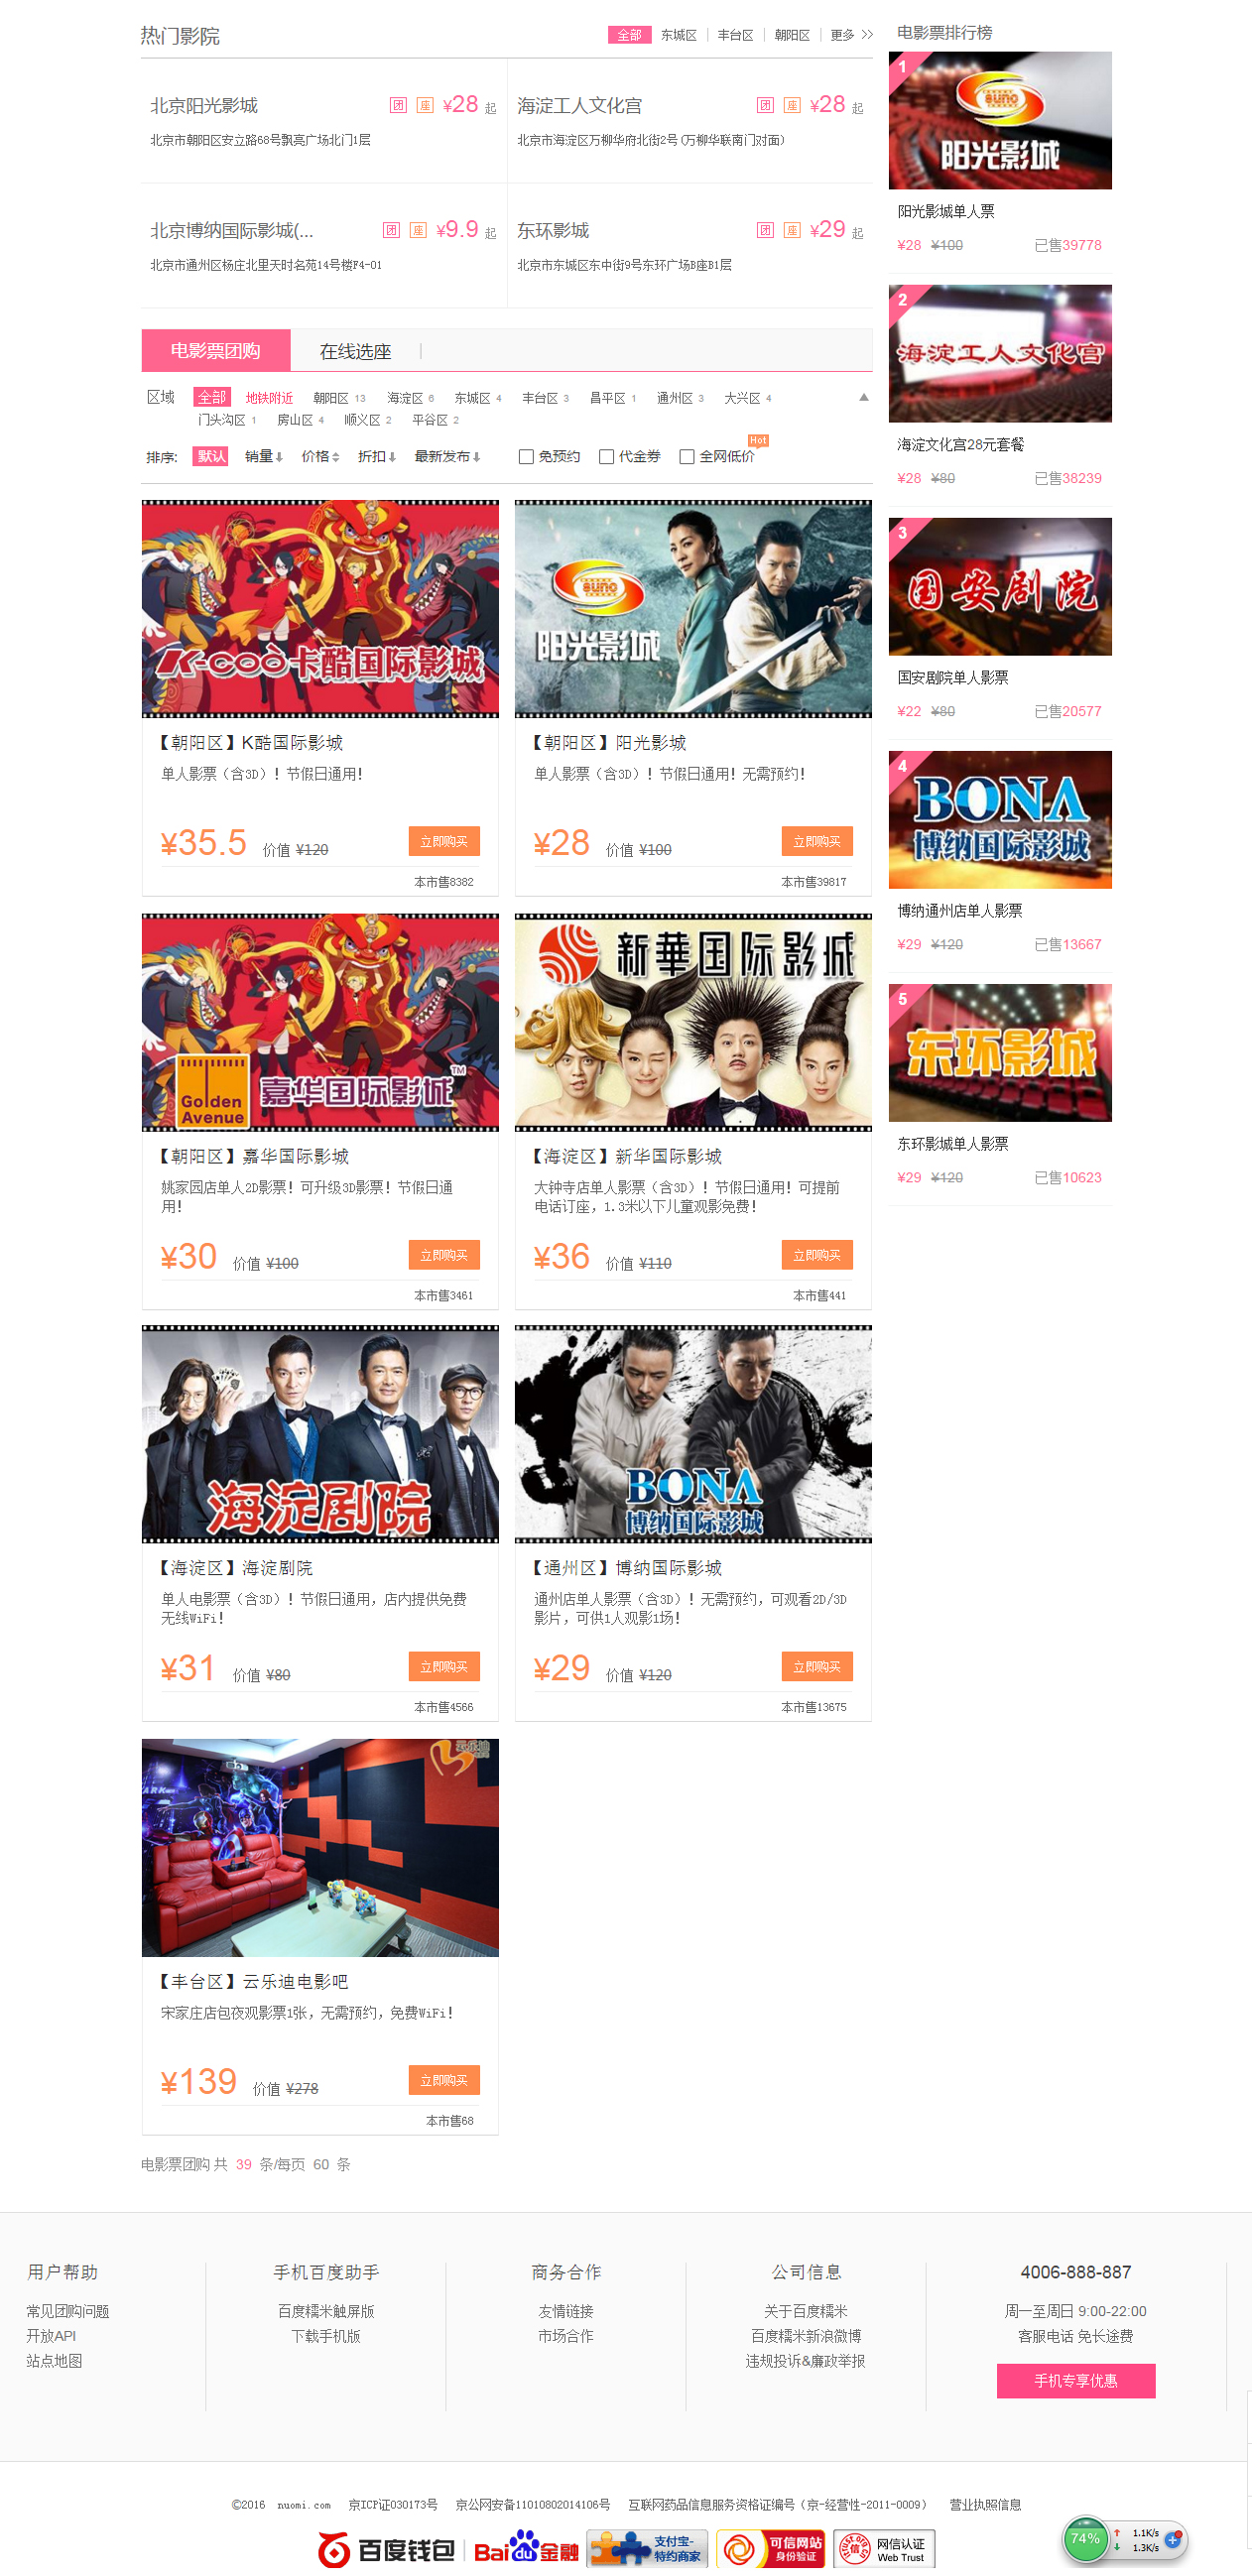 热门影院
全部 东城区 丰台区 朝阳区 更多
北京阳光影城 团 座 ¥28 起
北京市朝阳区安立路68号飘亮广场北门1层
海淀工人文化宫 团 座 ¥28 起
北京市海淀区万柳华府北街2号(万柳华联南门对面)
北京博纳国际影城(... 团 座 ¥9.9 起
北京市通州区杨庄北里天时名苑14号楼F4-01
东环影城 团 座 ¥29 起
北京市东城区东中街9号东环广场B座B1层
电影票团购 在线选座
区域 全部 地铁附近 朝阳区 13 海淀区 6 东城区 4 丰台区 3 昌平区 1 通州区 3 大兴区 4
门头沟区 1 房山区 4 顺义区 2 平谷区 2
排序: 默认 销量 价格 折扣 最新发布 免预约 代金券 全网低价 Hot
K-cod卡酷国际影城
【朝阳区】K酷国际影城
单人影票（含3D）！节假日通用！
¥35.5 价值 ¥120 立即购买
本市售8382
SUNO
阳光影城
【朝阳区】阳光影城
单人影票（含3D）！节假日通用！无需预约！
¥28 价值 ¥100 立即购买
本市售39817
Golden Avenue 嘉华国际影城 TM
【朝阳区】嘉华国际影城
姚家园店单人2D影票！可升级3D影票！节假日通
用！
¥30 价值 ¥100 立即购买
本市售3461
新華国际影城
【海淀区】新华国际影城
大钟寺店单人影票（含3D）！节假日通用！可提前
电话订座，1.3米以下儿童观影免费！
¥36 价值 ¥110 立即购买
本市售441
海淀剧院
【海淀区】海淀剧院
单人电影票（含3D）！节假日通用，店内提供免费
无线WiFi！
¥31 价值 ¥80 立即购买
本市售4566
BONA
博纳国际影城
【通州区】博纳国际影城
通州店单人影票（含3D）！无需预约，可观看2D/3D
影片，可供1人观影1场！
¥29 价值 ¥120 立即购买
本市售13675
云乐迪
【丰台区】云乐迪电影吧
宋家庄店包夜观影票1张，无需预约，免费WiFi！
¥139 价值 ¥278 立即购买
本市售68
电影票团购 共 39 条/每页 60 条
电影票排行榜
1
SUNO
阳光影城
阳光影城单人票
¥28 ¥100 已售39778
2
海淀工人文化宫
海淀文化宫28元套餐
¥28 ¥80 已售38239
3
国安剧院
国安剧院单人影票
¥22 ¥80 已售20577
4
BONA
博纳国际影城
博纳通州店单人影票
¥29 ¥120 已售13667
5
东环影城
东环影城单人影票
¥29 ¥120 已售10623
用户帮助
常见团购问题
开放API
站点地图
手机百度助手
百度糯米触屏版
下载手机版
商务合作
友情链接
市场合作
公司信息
关于百度糯米
百度糯米新浪微博
违规投诉&廉政举报
4006-888-887
周一至周日 9:00-22:00
客服电话 免长途费
手机专享优惠
©2016 nuomi.com 京ICP证030173号 京公网安备11010802014106号 互联网药品信息服务资格证编号（京-经营性-2011-0009） 营业执照信息
百度钱包 Baidu金融 支付宝-特约商家 可信网站 身份验证 网信认证 Web Trust
74% 1.1K/s
1.3K/s